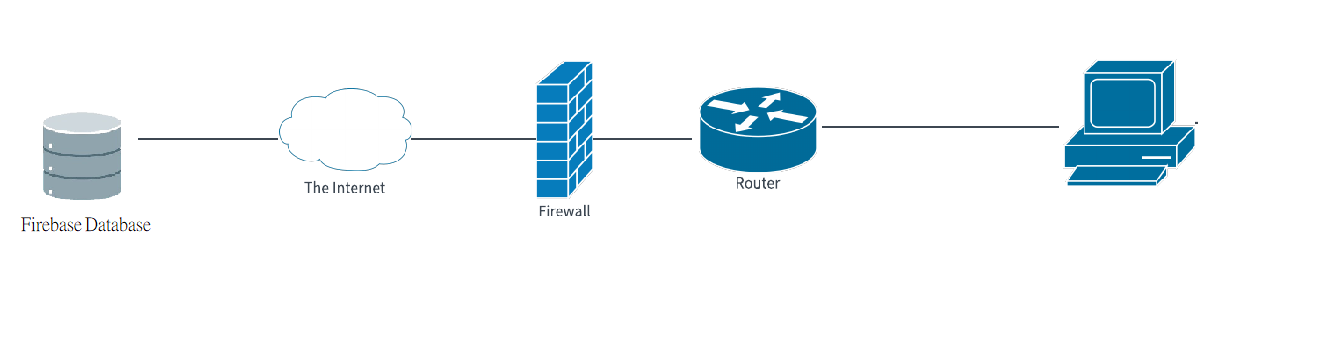 The Internet
Router
Firewall
Firebase Database